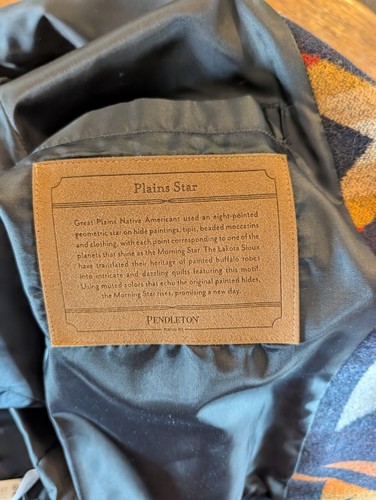 Plains Star
Great Plains Native Americans used an eight-pointed
geometric star on hide paintings, tipis, beaded moccasins
and clothing, with each point corresponding to one of the
planets that shine as the Morning Star. The Lakota Sioux
have translated their heritage of painted buffalo robes
into intricate and dazzling quilts featuring this motif.
Using muted colors that echo the original painted hides,
the Morning Star rises, promising a new day.
PENDLETON